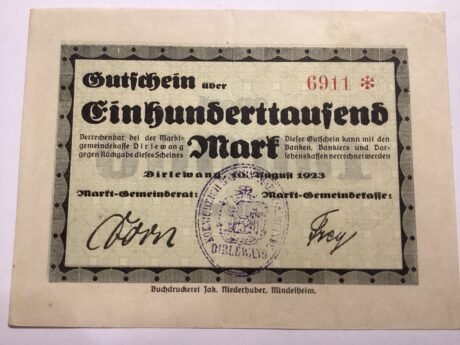 Gutschein über
6911 *
Einhunderttausend
Verrechenbar bei der Markt-
gemeindekasse Dirlewang
gegen Rückgabe dieses Scheines
Mark
Dieser Gutschein kann mit den
Banken, Bankiers und Dar-
lehenskassen verrechnet werden
Dirlewang, 10. August 1923
Markt-Gemeinderat:
Markt-Gemeindekasse:
DIRLEWANG
Frey
Buchdruckerei Jak. Niederhuber, Mindelheim.